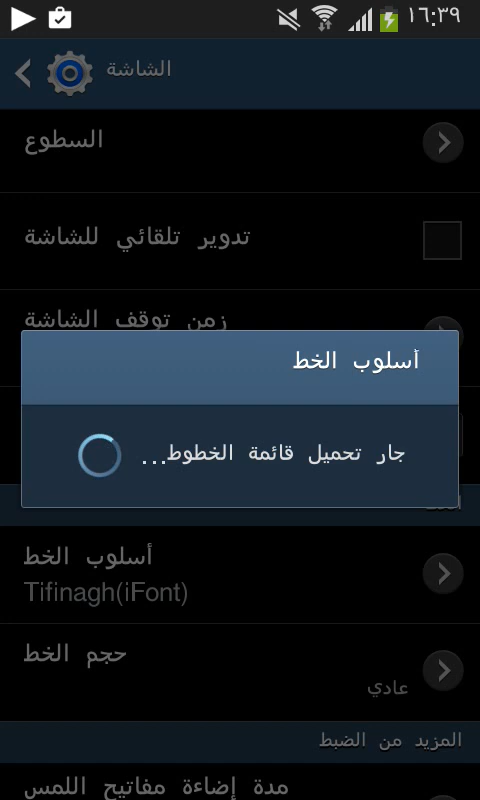 ١٦:٣٩
الشاشة
السطوع
تدوير تلقائي للشاشة
زمن توقف الشاشة
أسلوب الخط
جار تحميل قائمة الخطوط...
أسلوب الخط
Tifinagh(iFont)
حجم الخط
عادي
المزيد من الضبط
مدة إضاءة مفاتيح اللمس